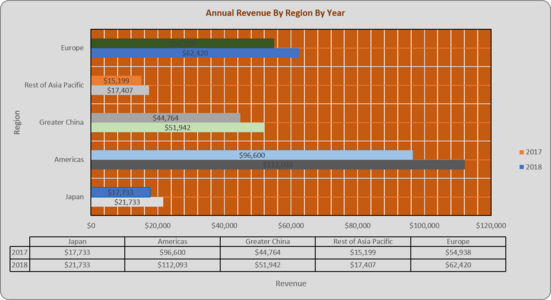 Annual Revenue By Region By Year
Europe
$62,420
Rest of Asia Pacific
$15,199
$17,407
Greater China
$44,764
$51,942
Region
Americas
$96,600
$112,093
2017
2018
Japan
$17,733
$21,733
$0 $20,000 $40,000 $60,000 $80,000 $100,000 $120,000
Japan Americas Greater China Rest of Asia Pacific Europe
2017 $17,733 $96,600 $44,764 $15,199 $54,938
2018 $21,733 $112,093 $51,942 $17,407 $62,420
Revenue